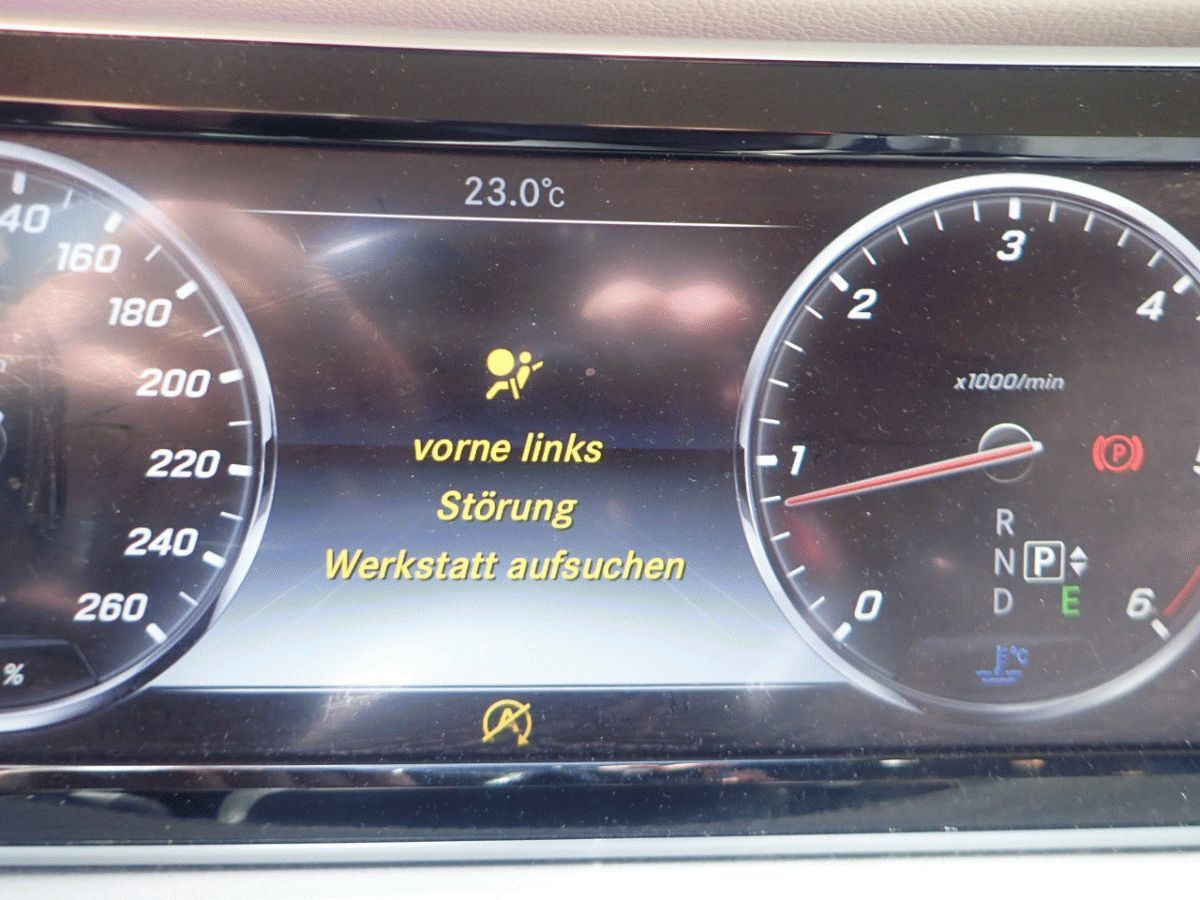 23.0°C
40
160
180
200
220
240
260
%
vorne links
Störung
Werkstatt aufsuchen
A
0
1
2
3
4
5
6
x1000/min
P
R
N P
D E
°C